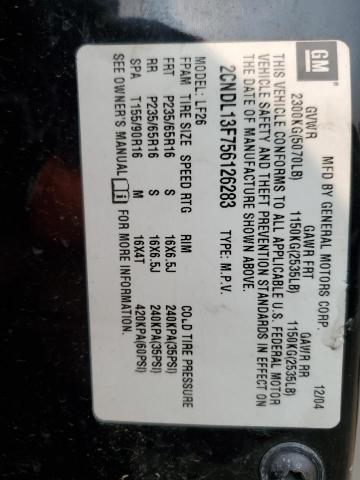 GM
MFD BY GENERAL MOTORS CORP. 12/04
GVWR GAWR FRT GAWR RR
2300KG(5070LB) 1150KG(2535LB) 1150KG(2535LB)
THIS VEHICLE CONFORMS TO ALL APPLICABLE U.S. FEDERAL MOTOR
VEHICLE SAFETY AND THEFT PREVENTION STANDARDS IN EFFECT ON
THE DATE OF MANUFACTURE SHOWN ABOVE.
2CNDL13F756126283 TYPE: M.P.V.
MODEL: LF26
FPAM TIRE SIZE SPEED RTG RIM COLD TIRE PRESSURE
FRT P235/65R16 S 16X6.5J 240KPA(35PSI)
RR P235/65R16 S 16X6.5J 240KPA(35PSI)
SPA T155/90R16 M 16X4T 420KPA(60PSI)
SEE OWNER'S MANUAL FOR MORE INFORMATION